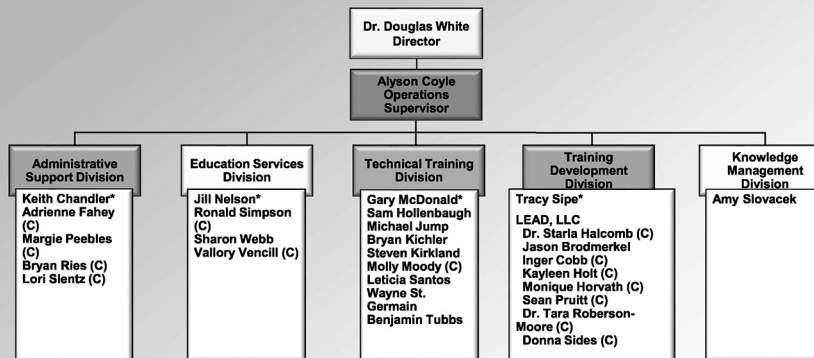 Dr. Douglas White
Director
Alyson Coyle
Operations
Supervisor
Administrative
Support Division
Keith Chandler*
Adrienne Fahey
(C)
Margie Peebles
(C)
Bryan Ries (C)
Lori Slentz (C)
Education Services
Division
Jill Nelson*
Ronald Simpson
(C)
Sharon Webb
Vallory Vencill (C)
Technical Training
Division
Gary McDonald*
Sam Hollenbaugh
Michael Jump
Bryan Kichler
Steven Kirkland
Molly Moody (C)
Leticia Santos
Wayne St.
Germain
Benjamin Tubbs
Training
Development
Division
Tracy Sipe*
LEAD, LLC
Dr. Starla Halcomb (C)
Jason Brodmerkel
Inger Cobb (C)
Kayleen Holt (C)
Monique Horvath (C)
Sean Pruitt (C)
Dr. Tara Roberson-
Moore (C)
Donna Sides (C)
Knowledge
Management
Division
Amy Slovacek